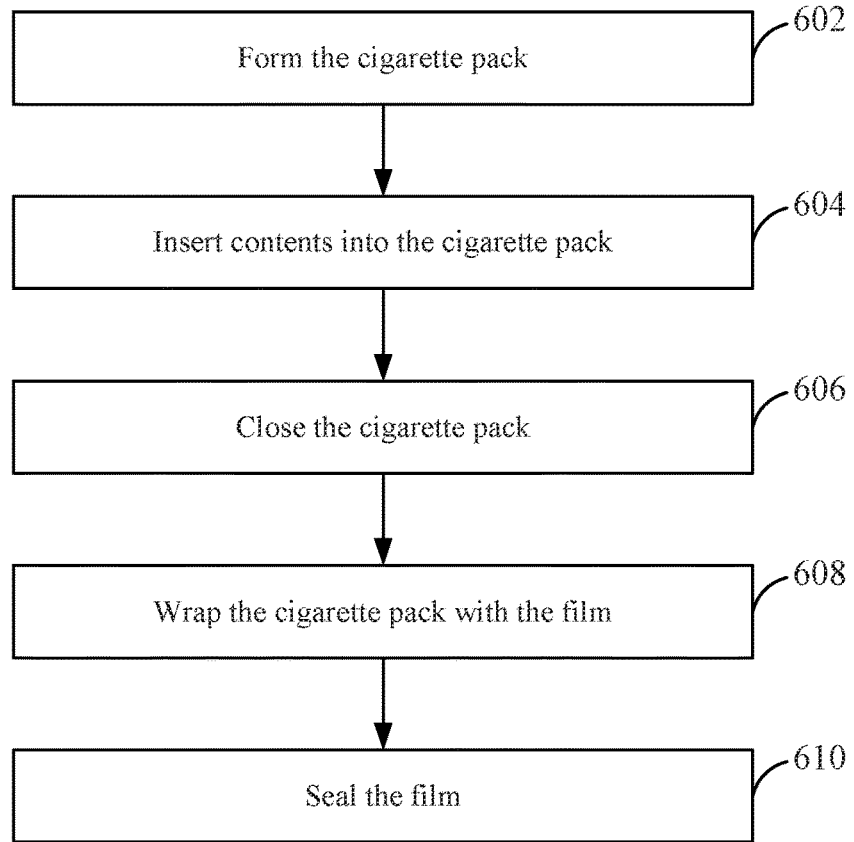 602
Form the cigarette pack
604
Insert contents into the cigarette pack
606
Close the cigarette pack
608
Wrap the cigarette pack with the film
610
Seal the film